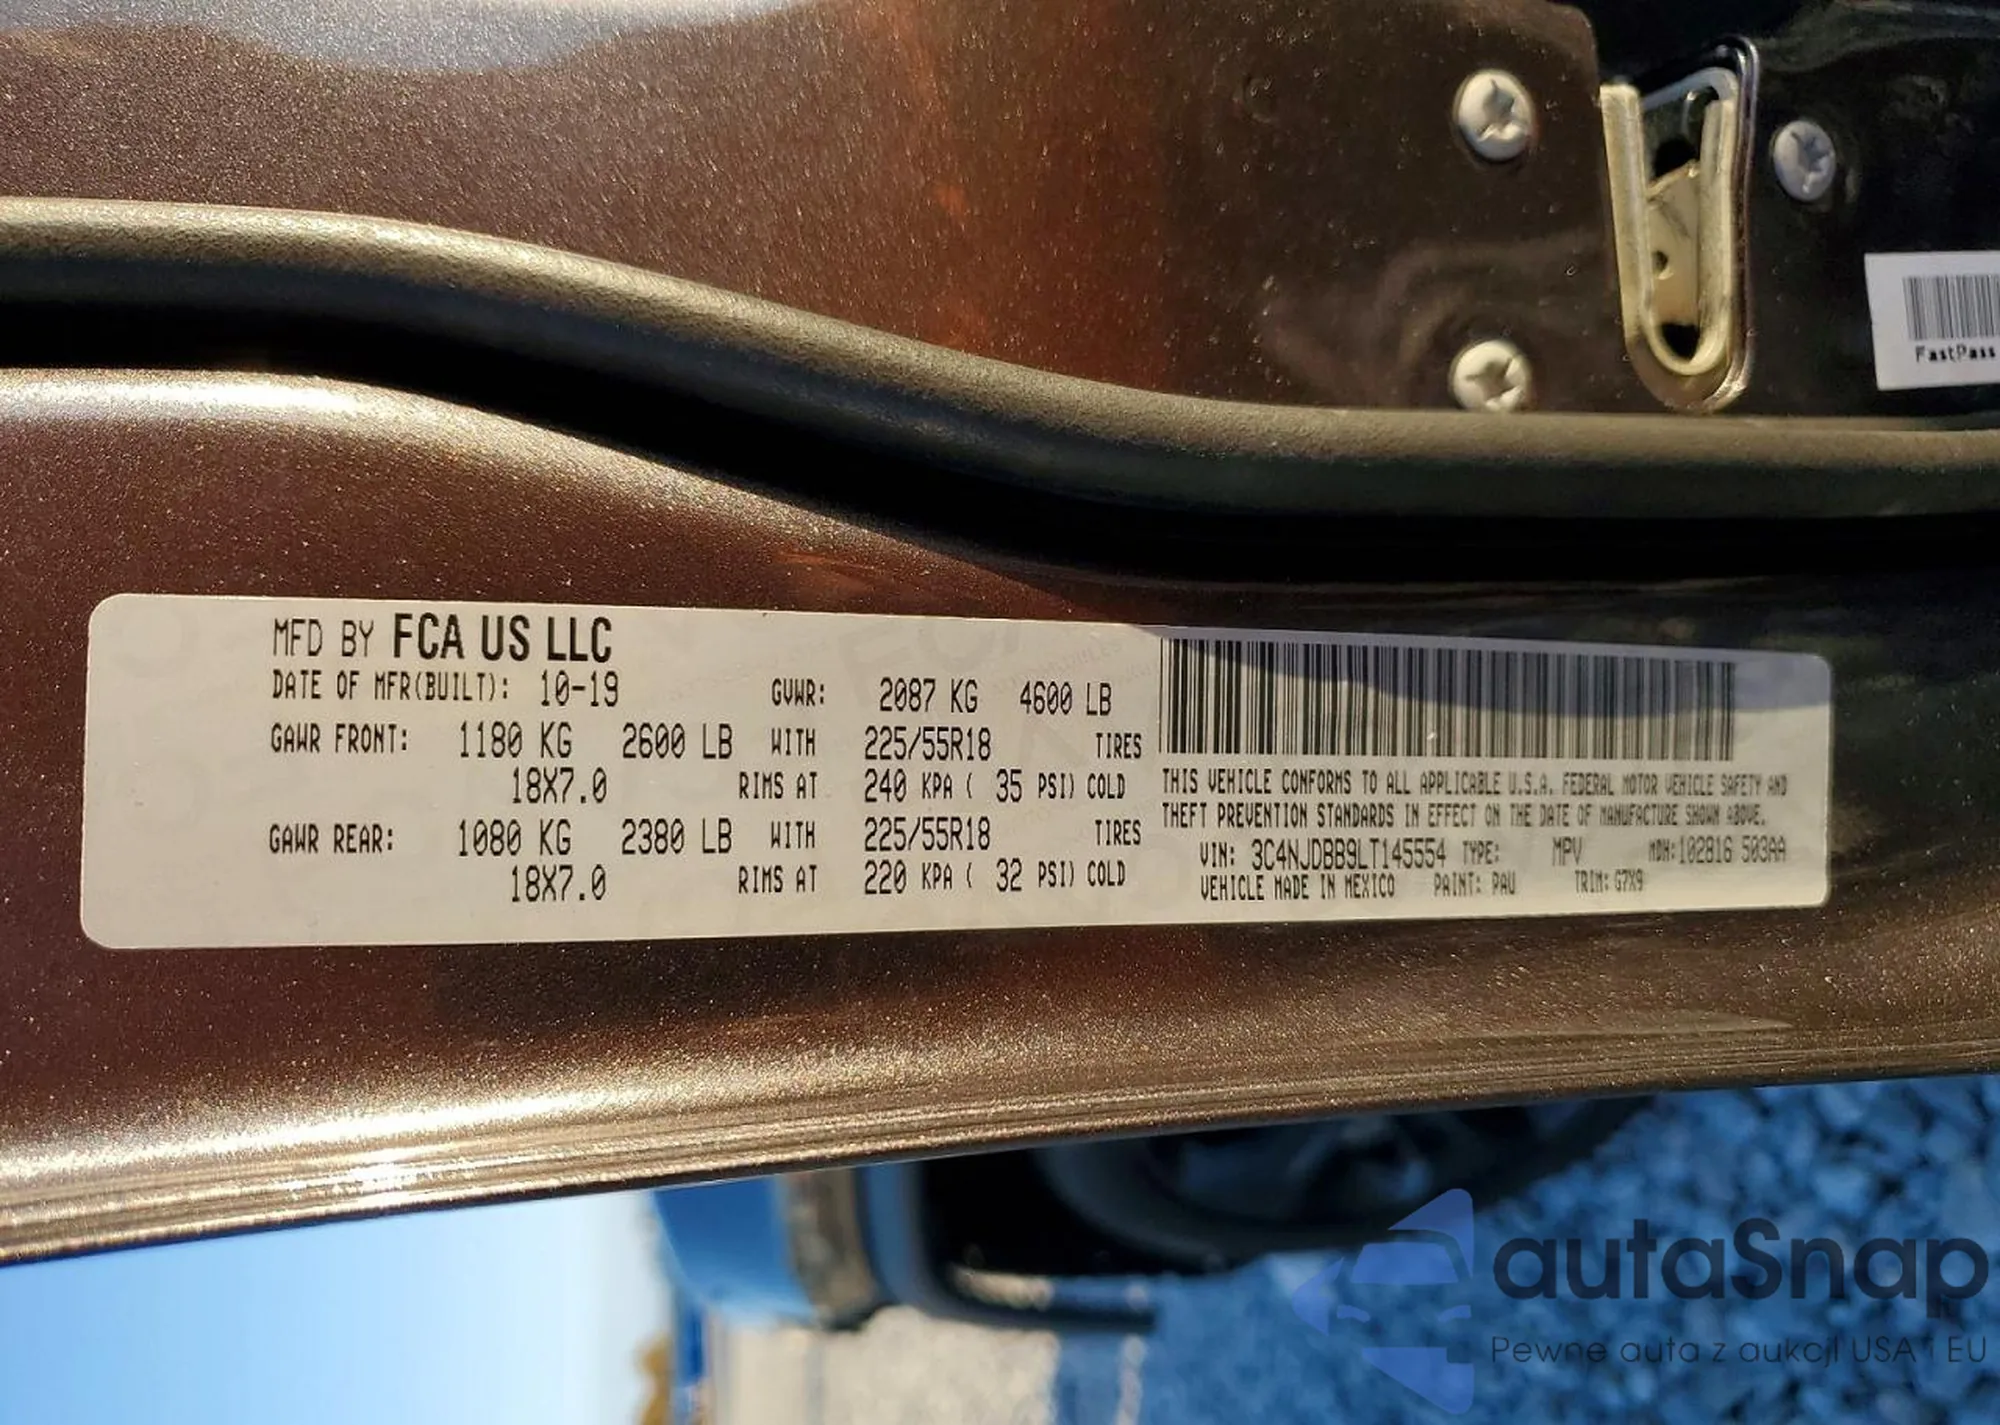 FastPass
MFD BY FCA US LLC
DATE OF MFR(BUILT): 10-19 GVWR: 2087 KG 4600 LB
GAWR FRONT: 1180 KG 2600 LB WITH 225/55R18 TIRES
18X7.0 RIMS AT 240 KPA ( 35 PSI) COLD
GAWR REAR: 1080 KG 2380 LB WITH 225/55R18 TIRES
18X7.0 RIMS AT 220 KPA ( 32 PSI) COLD
THIS VEHICLE CONFORMS TO ALL APPLICABLE U.S.A. FEDERAL MOTOR VEHICLE SAFETY AND
THEFT PREVENTION STANDARDS IN EFFECT ON THE DATE OF MANUFACTURE SHOWN ABOVE.
VIN: 3C4NJDBB9LT145554 TYPE: MPV MDH:102816 503AA
VEHICLE MADE IN MEXICO PAINT: PAU TRIM: G7X9
autaSnap
Pewne auta z aukcji USA i EU